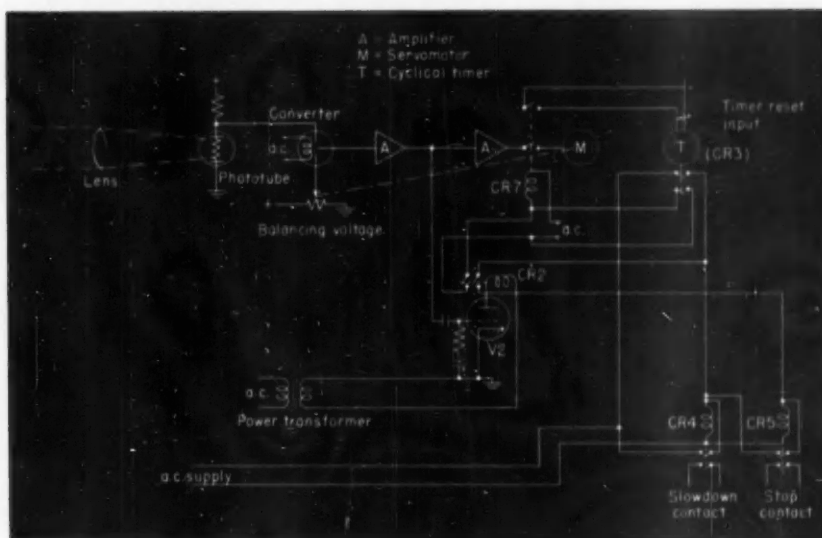 A = Amplifier
M = Servomotor
T = Cyclical timer
Converter
a.c.
A
A
M
Timer reset
input
T
(CR3)
Lens
Phototube
CR7
Balancing voltage
a.c.
CR2
V2
a.c.
Power transformer
CR4
CR5
a.c. supply
Slowdown
contact
Stop
contact